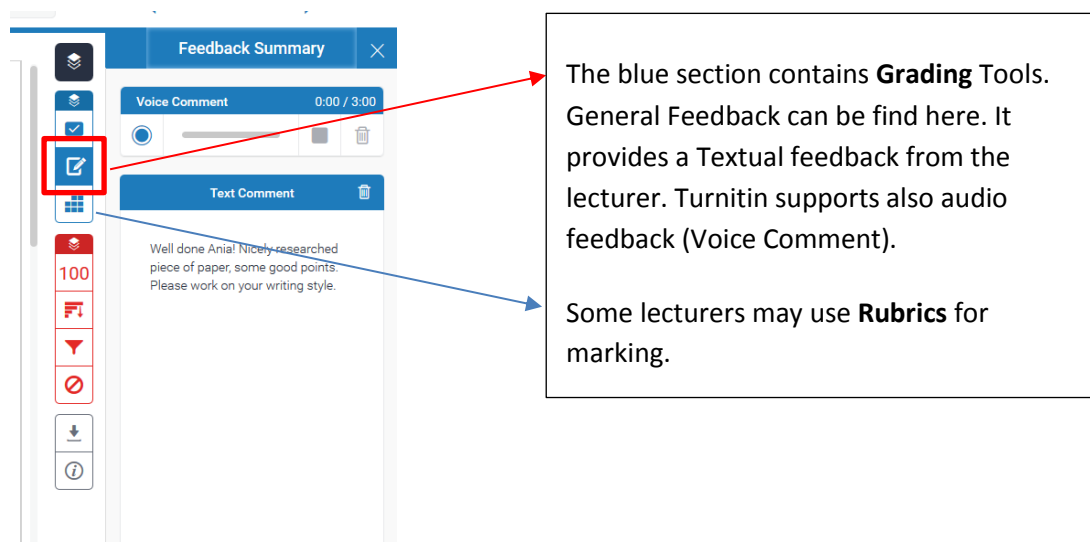 Feedback Summary
Voice Comment 0:00 / 3:00
Text Comment
Well done Ania! Nicely researched
piece of paper, some good points.
Please work on your writing style.
100
The blue section contains Grading Tools.
General Feedback can be find here. It
provides a Textual feedback from the
lecturer. Turnitin supports also audio
feedback (Voice Comment).
Some lecturers may use Rubrics for
marking.